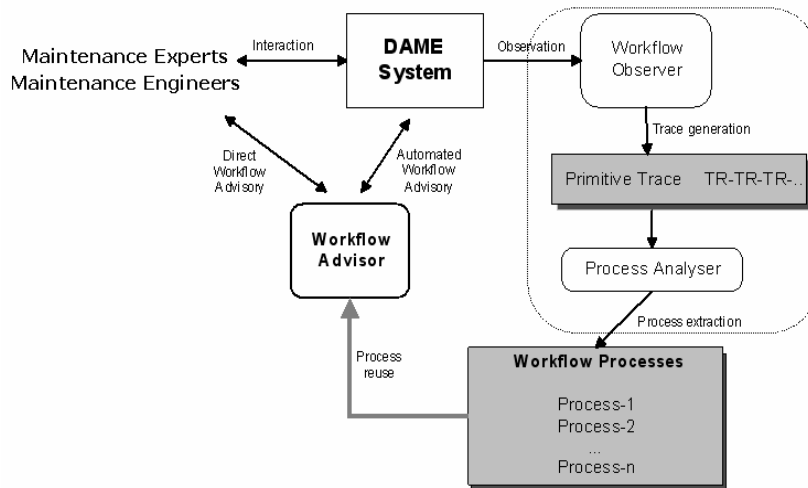 Maintenance Experts
Maintenance Engineers
Interaction
DAME
System
Observation
Workflow
Observer
Trace generation
Primitive Trace TR-TR-TR-..
Process Analyser
Process extraction
Direct
Workflow
Advisory
Automated
Workflow
Advisory
Workflow
Advisor
Process
reuse
Workflow Processes
Process-1
Process-2
...
Process-n